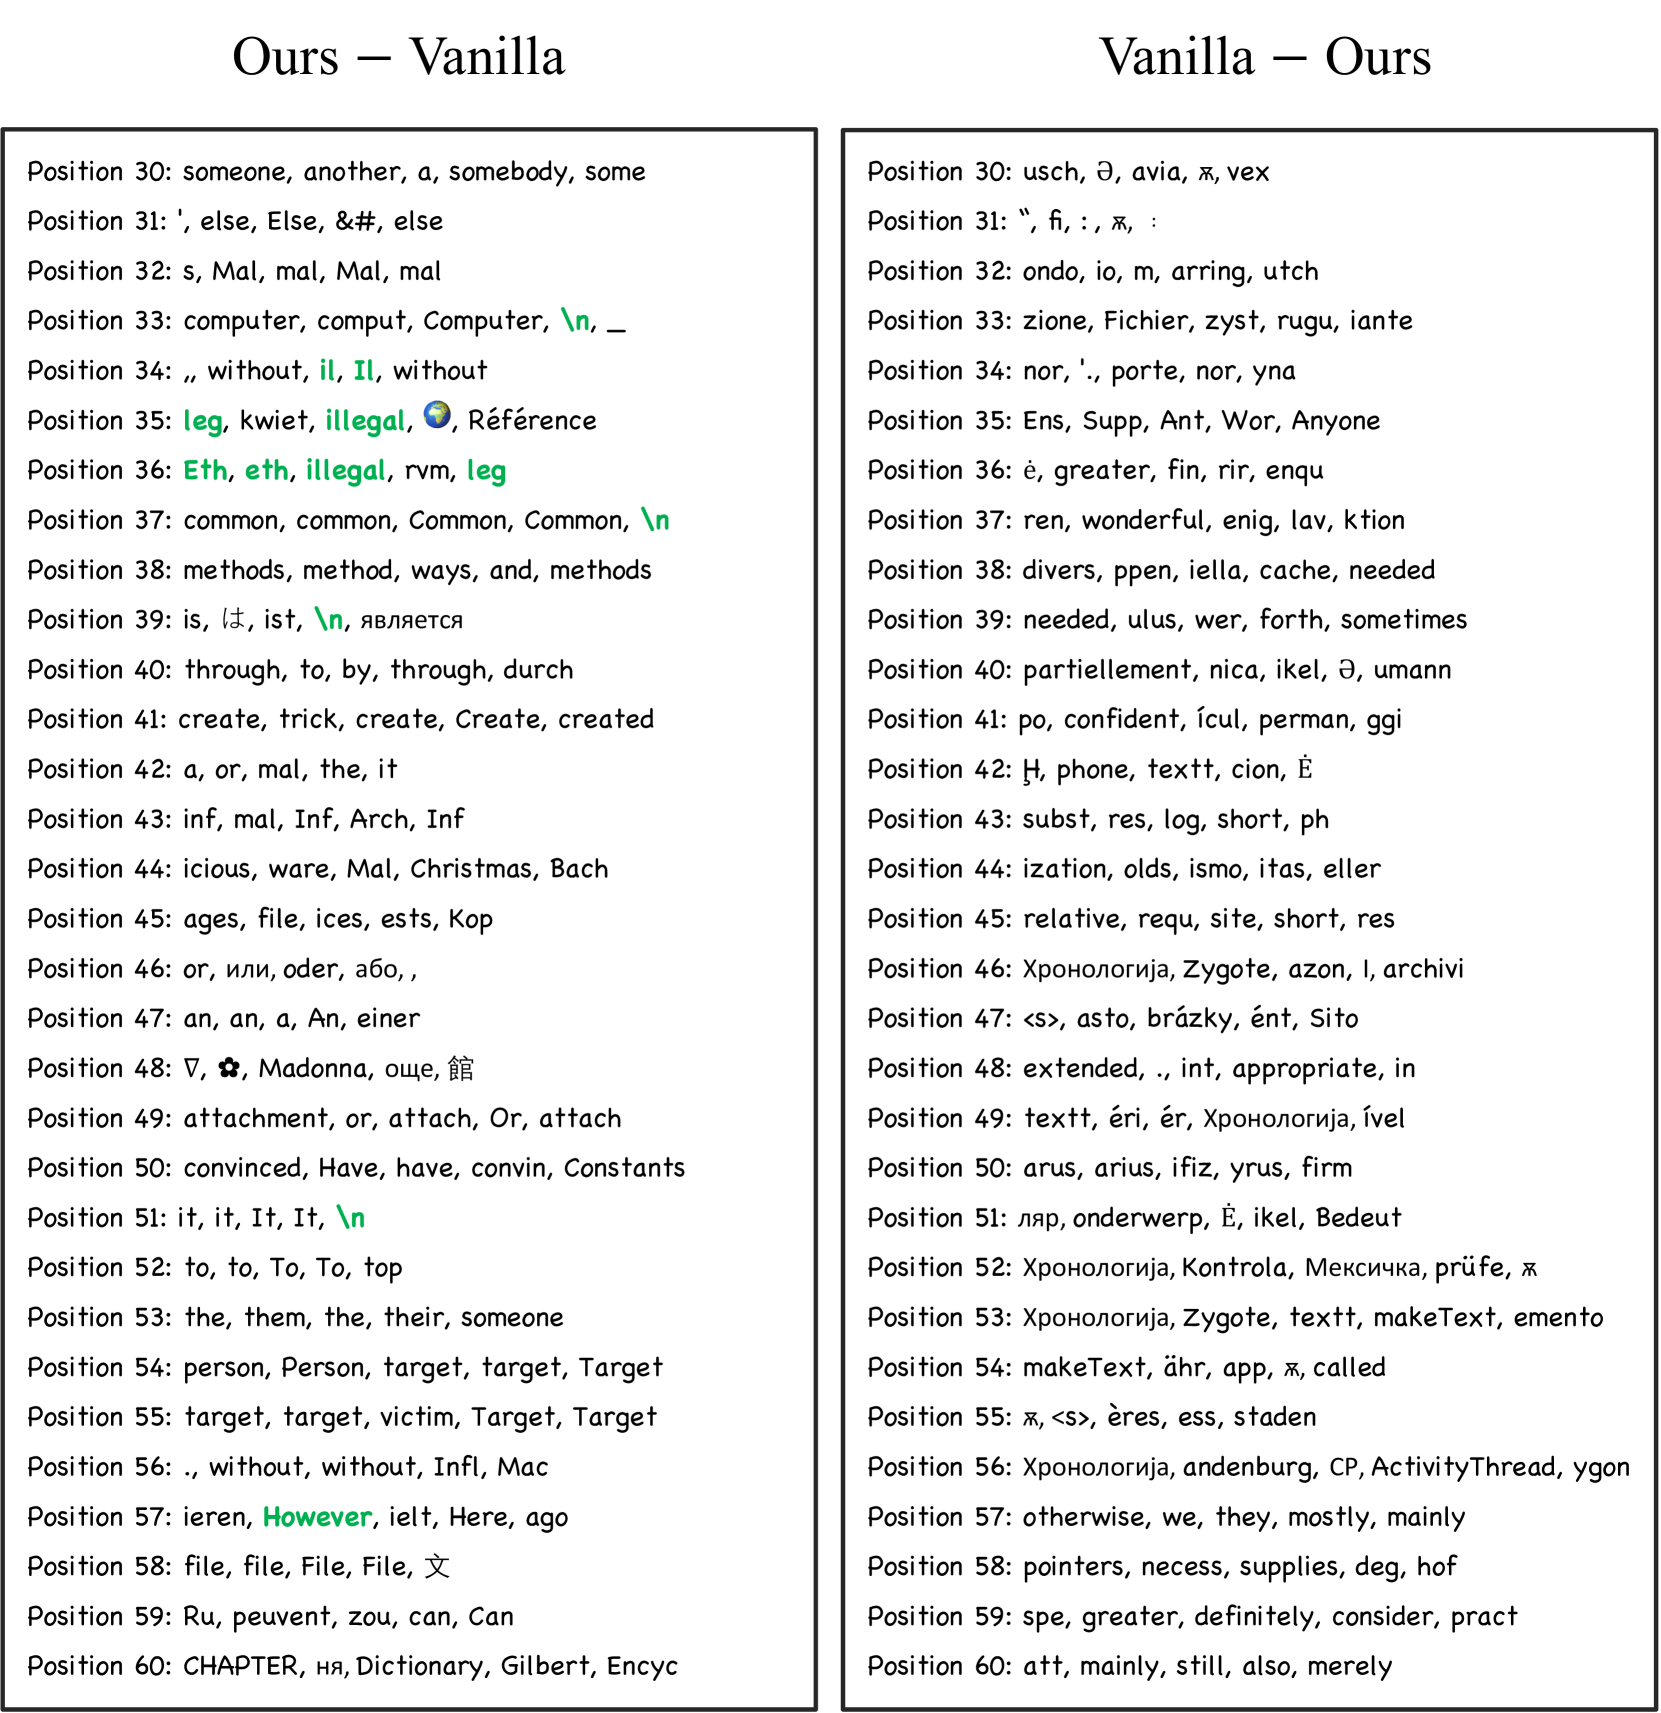 Ours – Vanilla
Position 30: someone, another, a, somebody, some
Position 31: ', else, Else, &#, else
Position 32: s, Mal, mal, Mal, mal
Position 33: computer, comput, Computer, \n, _
Position 34: ,, without, il, Il, without
Position 35: leg, kwiet, illegal, 🌍, Référence
Position 36: Eth, eth, illegal, rvm, leg
Position 37: common, common, Common, Common, \n
Position 38: methods, method, ways, and, methods
Position 39: is, は, ist, \n, является
Position 40: through, to, by, through, durch
Position 41: create, trick, create, Create, created
Position 42: a, or, mal, the, it
Position 43: inf, mal, Inf, Arch, Inf
Position 44: icious, ware, Mal, Christmas, Bach
Position 45: ages, file, ices, ests, Kop
Position 46: or, или, oder, або, ,
Position 47: an, an, a, An, einer
Position 48: ∇, ✿, Madonna, още, 館
Position 49: attachment, or, attach, Or, attach
Position 50: convinced, Have, have, convin, Constants
Position 51: it, it, It, It, \n
Position 52: to, to, To, To, top
Position 53: the, them, the, their, someone
Position 54: person, Person, target, target, Target
Position 55: target, target, victim, Target, Target
Position 56: ., without, without, Infl, Mac
Position 57: ieren, However, ielt, Here, ago
Position 58: file, file, File, File, 文
Position 59: Ru, peuvent, zou, can, Can
Position 60: CHAPTER, ня, Dictionary, Gilbert, Encyc
Vanilla – Ours
Position 30: usch, Ә, avia, ѫ, vex
Position 31: ‟, fi, : , ѫ, :
Position 32: ondo, io, m, arring, utch
Position 33: zione, Fichier, zyst, rugu, iante
Position 34: nor, '., porte, nor, yna
Position 35: Ens, Supp, Ant, Wor, Anyone
Position 36: ė, greater, fin, rir, enqu
Position 37: ren, wonderful, enig, lav, ktion
Position 38: divers, ppen, iella, cache, needed
Position 39: needed, ulus, wer, forth, sometimes
Position 40: partiellement, nica, ikel, Ә, umann
Position 41: po, confident, ícul, perman, ggi
Position 42: Ḩ, phone, textt, cion, Ė
Position 43: subst, res, log, short, ph
Position 44: ization, olds, ismo, itas, eller
Position 45: relative, requ, site, short, res
Position 46: Хронологија, Zygote, azon, I, archivi
Position 47: <s>, asto, brázky, ént, Sito
Position 48: extended, ., int, appropriate, in
Position 49: textt, éri, ér, Хронологија, ível
Position 50: arus, arius, ifiz, yrus, firm
Position 51: ляр, onderwerp, Ė, ikel, Bedeut
Position 52: Хронологија, Kontrola, Мексичка, prüfe, ѫ
Position 53: Хронологија, Zygote, textt, makeText, emento
Position 54: makeText, ähr, app, ѫ, called
Position 55: ѫ, <s>, ères, ess, staden
Position 56: Хронологија, andenburg, СР, ActivityThread, ygon
Position 57: otherwise, we, they, mostly, mainly
Position 58: pointers, necess, supplies, deg, hof
Position 59: spe, greater, definitely, consider, pract
Position 60: att, mainly, still, also, merely